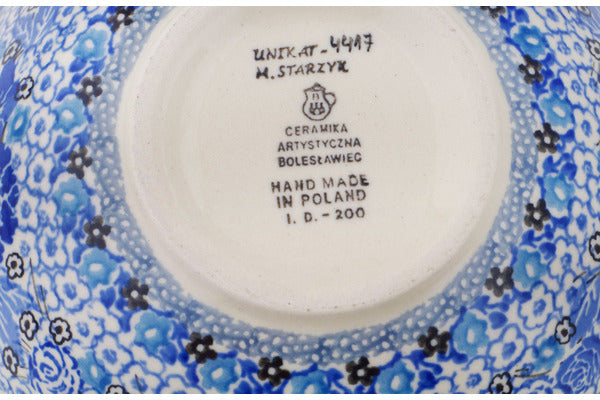 UNIKAT-4417
M. STARZYK
CERAMIKA
ARTYSTYCZNA
BOLESŁAWIEC
HAND MADE
IN POLAND
I. D.-200